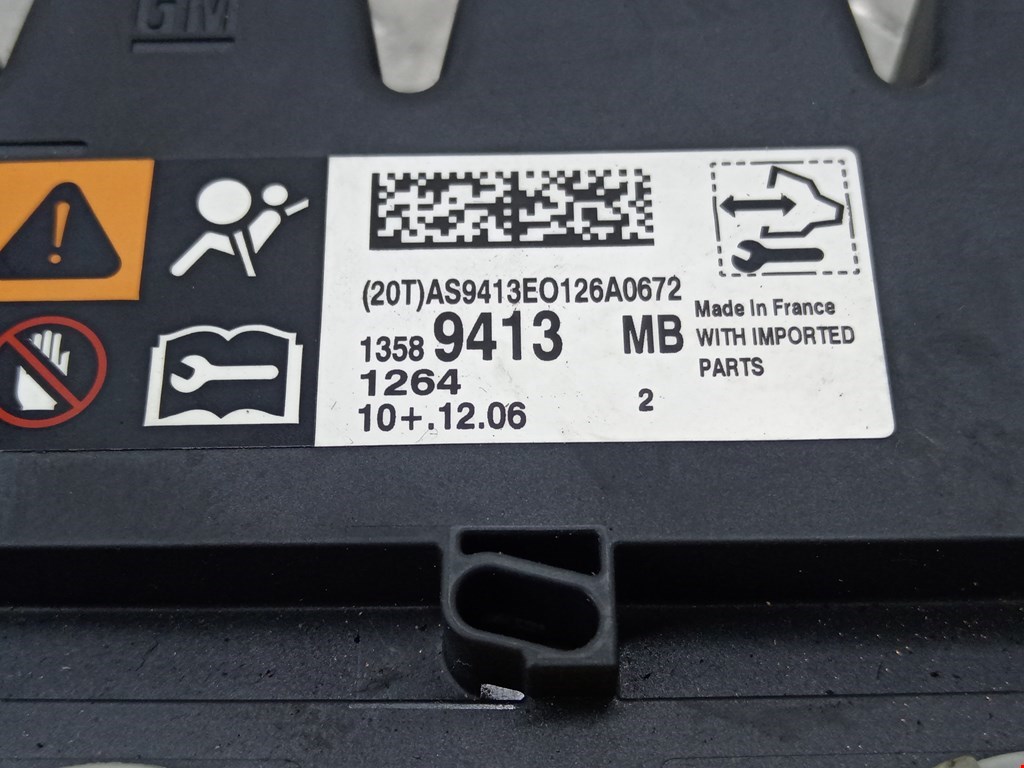 GM
(20T)AS9413EO126A0672
1358 9413 MB
1264
10+.12.06
2
Made In France
WITH IMPORTED
PARTS